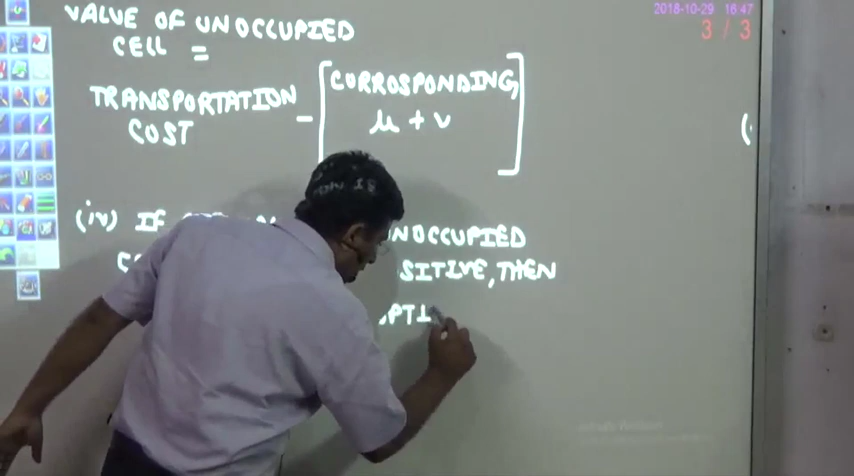 2018-10-29 16:47
3 / 3
VALUE OF UNOCCUPIED
CELL =
TRANSPORTATION - [CORROSPONDING,
COST μ + v]
(iv) IF UNOCCUPIED
SITIVE, THEN
OPTI